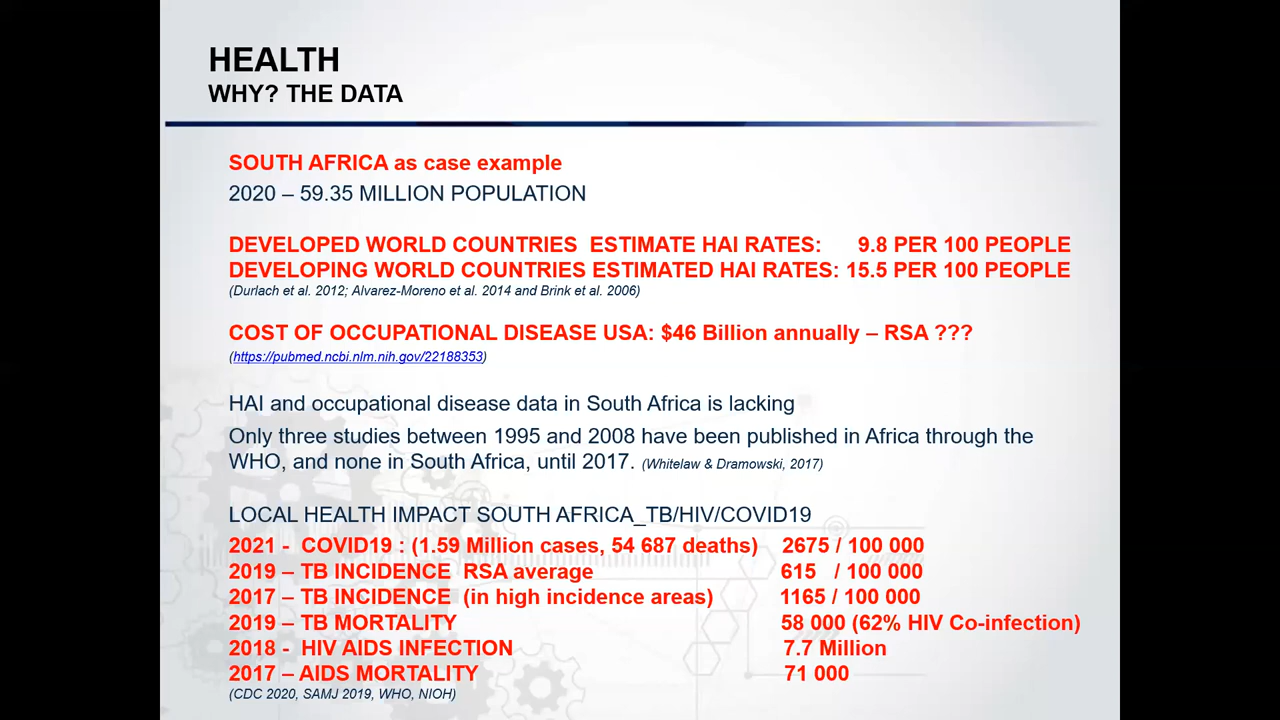 HEALTH
WHY? THE DATA
SOUTH AFRICA as case example
2020 – 59.35 MILLION POPULATION
DEVELOPED WORLD COUNTRIES ESTIMATE HAI RATES: 9.8 PER 100 PEOPLE
DEVELOPING WORLD COUNTRIES ESTIMATED HAI RATES: 15.5 PER 100 PEOPLE
(Durlach et al. 2012; Alvarez-Moreno et al. 2014 and Brink et al. 2006)
COST OF OCCUPATIONAL DISEASE USA: $46 Billion annually – RSA ???
(https://pubmed.ncbi.nlm.nih.gov/22188353)
HAI and occupational disease data in South Africa is lacking
Only three studies between 1995 and 2008 have been published in Africa through the
WHO, and none in South Africa, until 2017. (Whitelaw & Dramowski, 2017)
LOCAL HEALTH IMPACT SOUTH AFRICA_TB/HIV/COVID19
2021 - COVID19 : (1.59 Million cases, 54 687 deaths) 2675 / 100 000
2019 – TB INCIDENCE RSA average 615 / 100 000
2017 – TB INCIDENCE (in high incidence areas) 1165 / 100 000
2019 – TB MORTALITY 58 000 (62% HIV Co-infection)
2018 - HIV AIDS INFECTION 7.7 Million
2017 – AIDS MORTALITY 71 000
(CDC 2020, SAMJ 2019, WHO, NIOH)